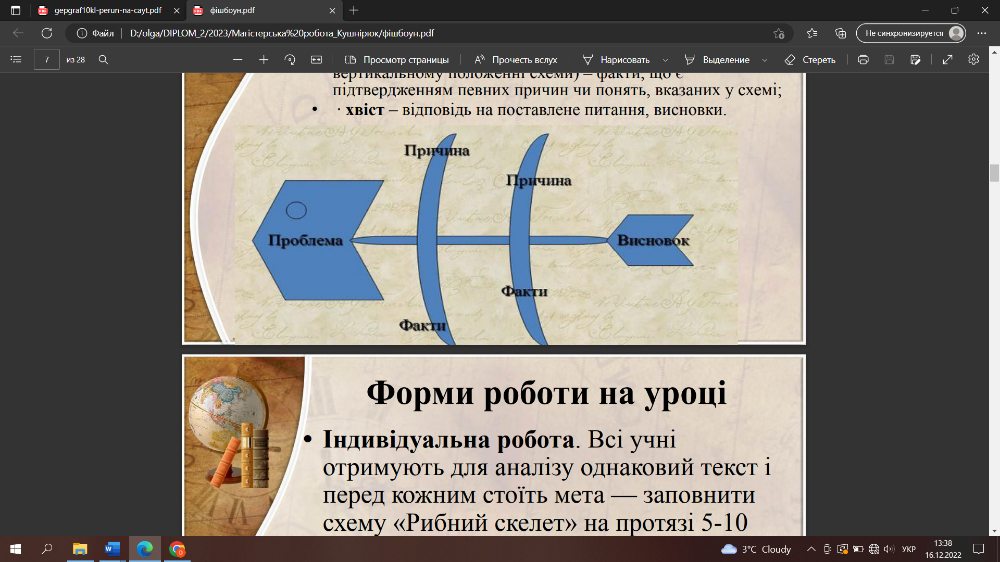 gepgraf10kl-perun-na-cayt.pdf
фішбоун.pdf
Файл
D:/olga/DIPLOM_2/2023/Магістерська%20робота_Кушнірюк/фішбоун.pdf
Не синхронизируется
7 из 28
Просмотр страницы
Прочесть вслух
Нарисовать
Выделение
Стереть
вертикальному положенні схеми) – факти, що є
підтвердженням певних причин чи понять, вказаних у схемі;
• · хвіст – відповідь на поставлене питання, висновки.
Причина
Причина
Проблема
Висновок
Факти
Факти
Форми роботи на уроці
• Індивідуальна робота. Всі учні
отримують для аналізу однаковий текст і
перед кожним стоїть мета — заповнити
схему «Рибний скелет» на протязі 5-10
3°C Cloudy
УКР
13:38
16.12.2022